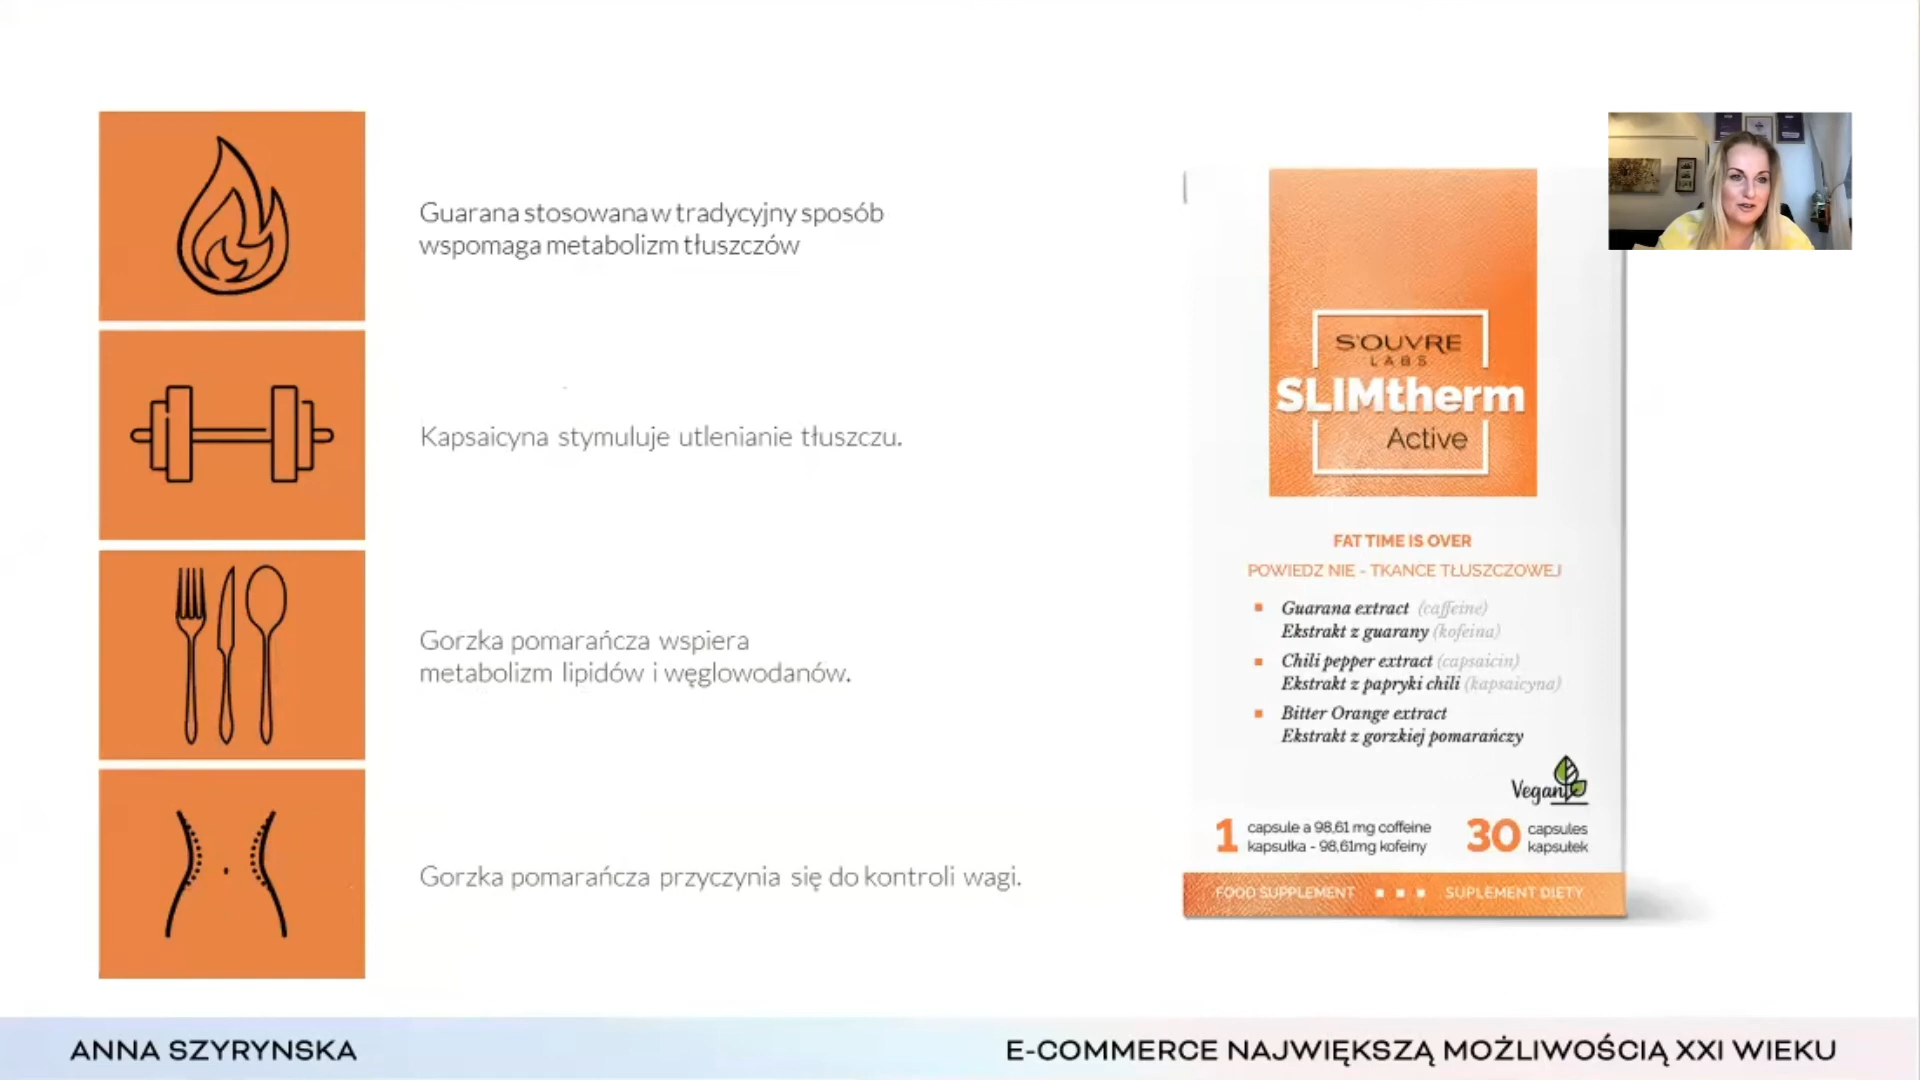 Guarana stosowana w tradycyjny sposób
wspomaga metabolizm tłuszczów
Kapsaicyna stymuluje utlenianie tłuszczu.
Gorzka pomarańcza wspiera
metabolizm lipidów i węglowodanów.
Gorzka pomarańcza przyczynia się do kontroli wagi.
S'OUVRE
LABS
SLIMtherm
Active
FAT TIME IS OVER
POWIEDZ NIE - TKANCE TŁUSZCZOWEJ
Guarana extract (caffeine)
Ekstrakt z guarany (kofeina)
Chili pepper extract (capsaicin)
Ekstrakt z papryki chili (kapsaicyna)
Bitter Orange extract
Ekstrakt z gorzkiej pomarańczy
Vegan
1 capsule a 98,61 mg coffeine
kapsułka - 98,61mg kofeiny
30 capsules
kapsułek
FOOD SUPPLEMENT ▪ ▪ ▪ SUPLEMENT DIETY
ANNA SZYRYNSKA
E-COMMERCE NAJWIĘKSZĄ MOŻLIWOŚCIĄ XXI WIEKU